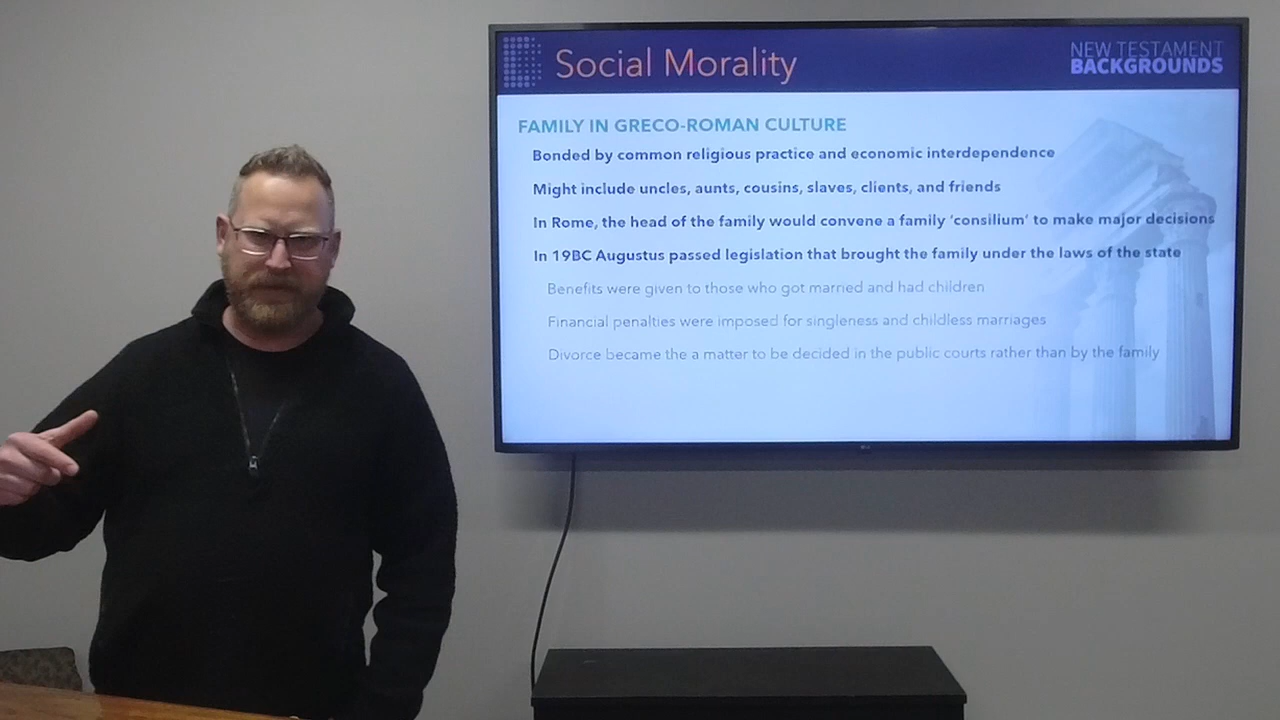 Social Morality
NEW TESTAMENT
BACKGROUNDS
FAMILY IN GRECO-ROMAN CULTURE
Bonded by common religious practice and economic interdependence
Might include uncles, aunts, cousins, slaves, clients, and friends
In Rome, the head of the family would convene a family ‘consilium’ to make major decisions
In 19BC Augustus passed legislation that brought the family under the laws of the state
Benefits were given to those who got married and had children
Financial penalties were imposed for singleness and childless marriages
Divorce became the a matter to be decided in the public courts rather than by the family
LG